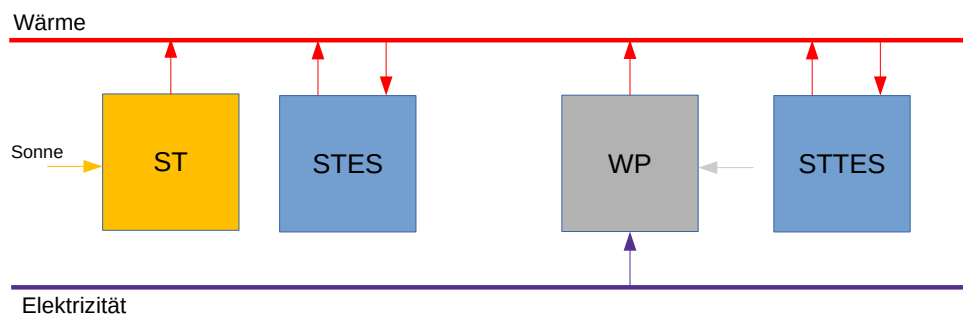 Wärme
Sonne
ST
STES
WP
STTES
Elektrizität